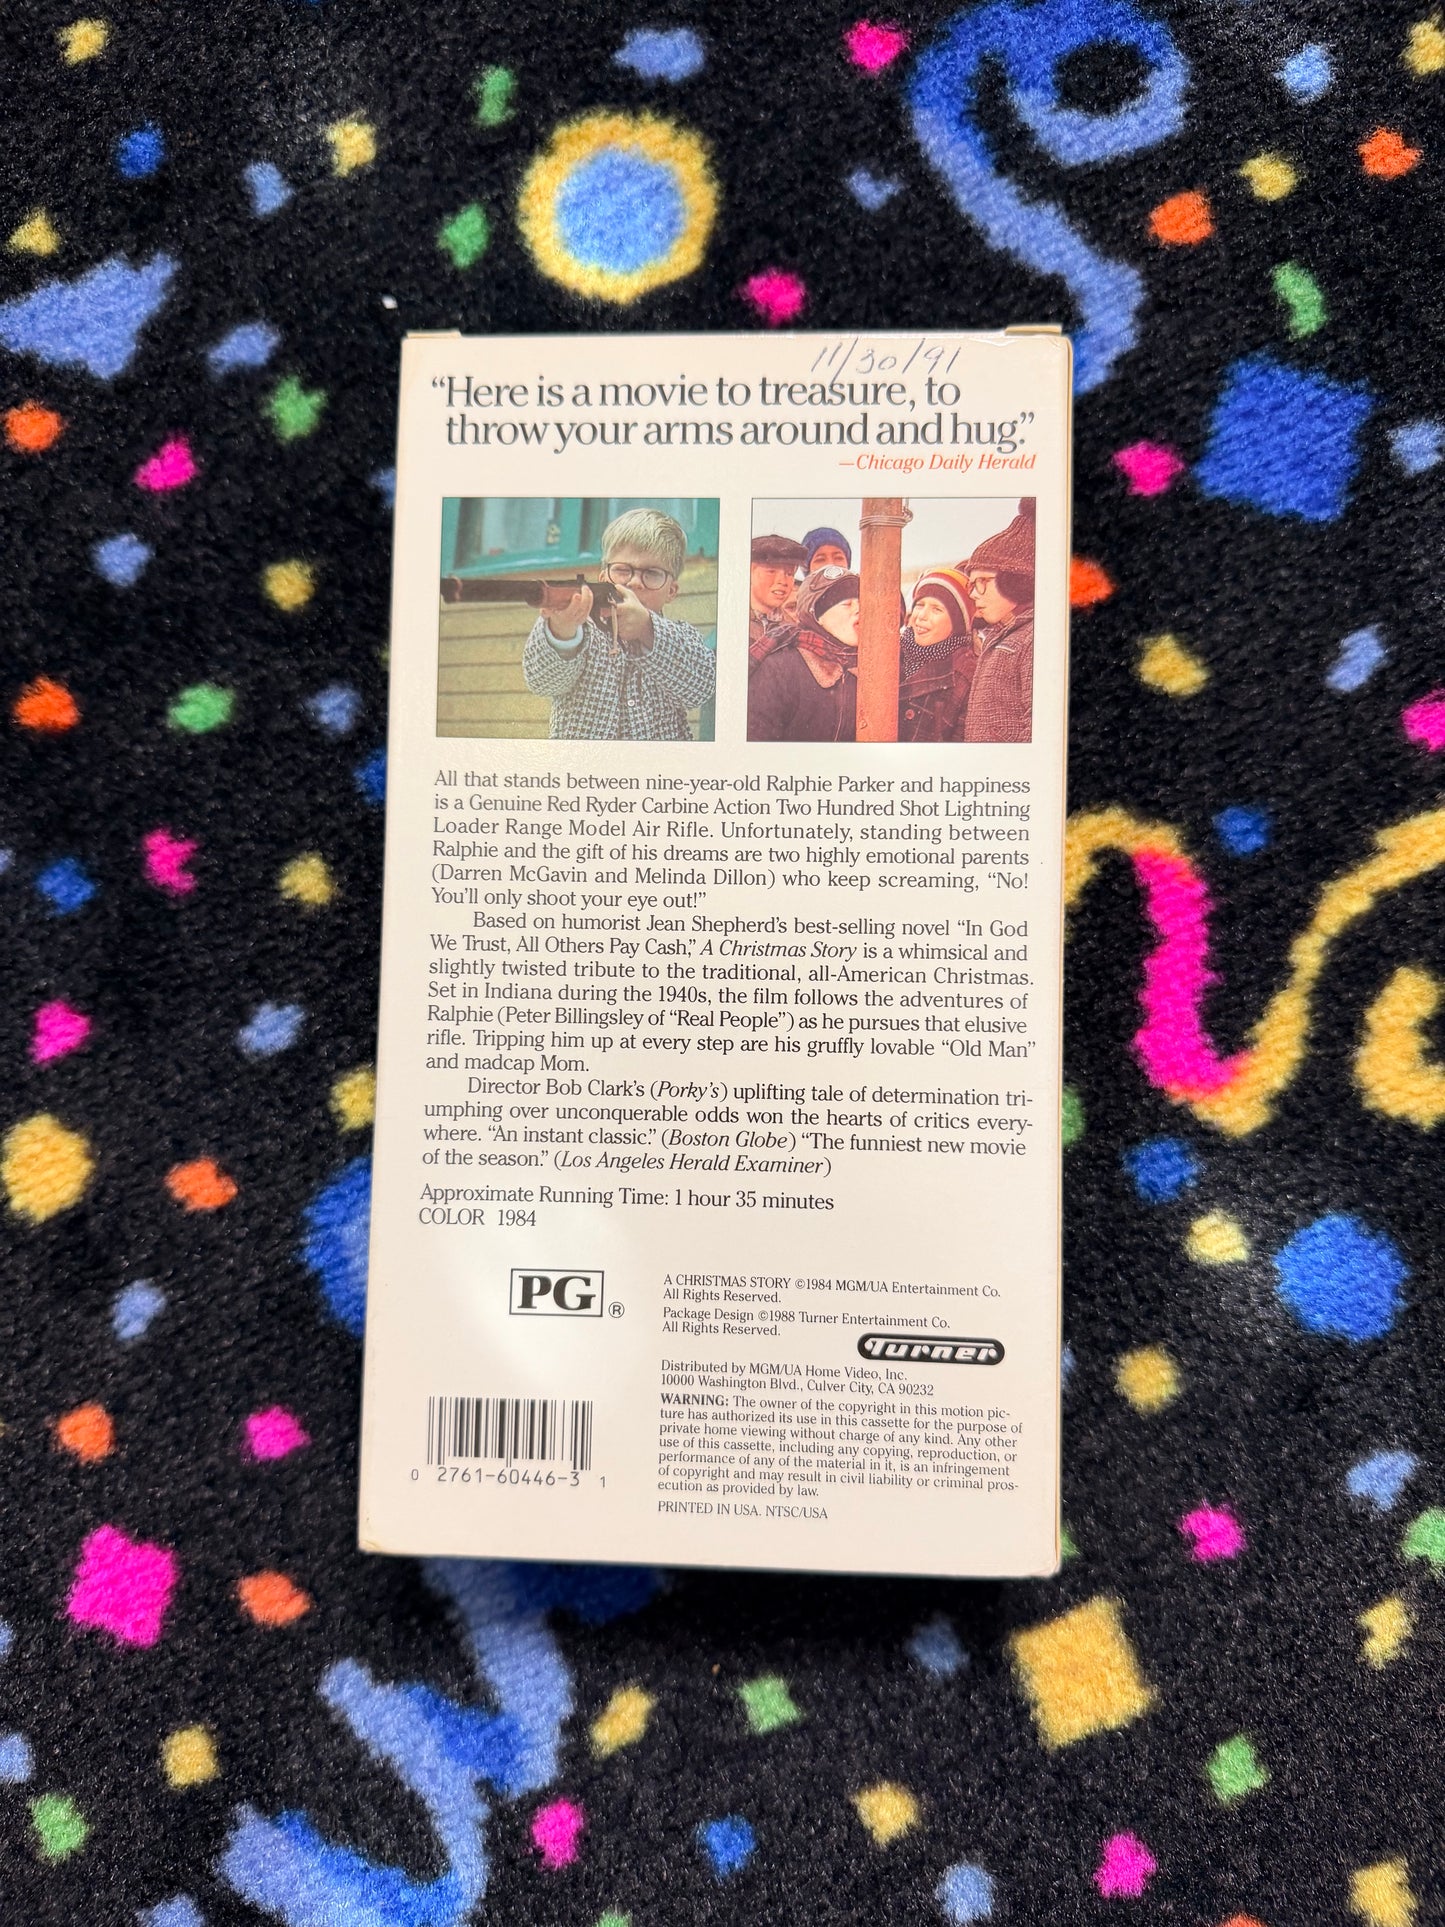 11/30/91
“Here is a movie to treasure, to
throw your arms around and hug.”
—Chicago Daily Herald
All that stands between nine-year-old Ralphie Parker and happiness
is a Genuine Red Ryder Carbine Action Two Hundred Shot Lightning
Loader Range Model Air Rifle. Unfortunately, standing between
Ralphie and the gift of his dreams are two highly emotional parents
(Darren McGavin and Melinda Dillon) who keep screaming, “No!
You’ll only shoot your eye out!”
Based on humorist Jean Shepherd’s best-selling novel “In God
We Trust, All Others Pay Cash,” A Christmas Story is a whimsical and
slightly twisted tribute to the traditional, all-American Christmas.
Set in Indiana during the 1940s, the film follows the adventures of
Ralphie (Peter Billingsley of “Real People”) as he pursues that elusive
rifle. Tripping him up at every step are his gruffly lovable “Old Man”
and madcap Mom.
Director Bob Clark’s (Porky’s) uplifting tale of determination tri-
umphing over unconquerable odds won the hearts of critics every-
where. “An instant classic.” (Boston Globe) “The funniest new movie
of the season.” (Los Angeles Herald Examiner)
Approximate Running Time: 1 hour 35 minutes
COLOR 1984
PG ®
A CHRISTMAS STORY ©1984 MGM/UA Entertainment Co.
All Rights Reserved.
Package Design ©1988 Turner Entertainment Co.
All Rights Reserved.
Turner
Distributed by MGM/UA Home Video, Inc.
10000 Washington Blvd., Culver City, CA 90232
WARNING: The owner of the copyright in this motion pic-
ture has authorized its use in this cassette for the purpose of
private home viewing without charge of any kind. Any other
use of this cassette, including any copying, reproduction, or
performance of any of the material in it, is an infringement
of copyright and may result in civil liability or criminal pros-
ecution as provided by law.
PRINTED IN USA. NTSC/USA
0 2761-60446-3 1